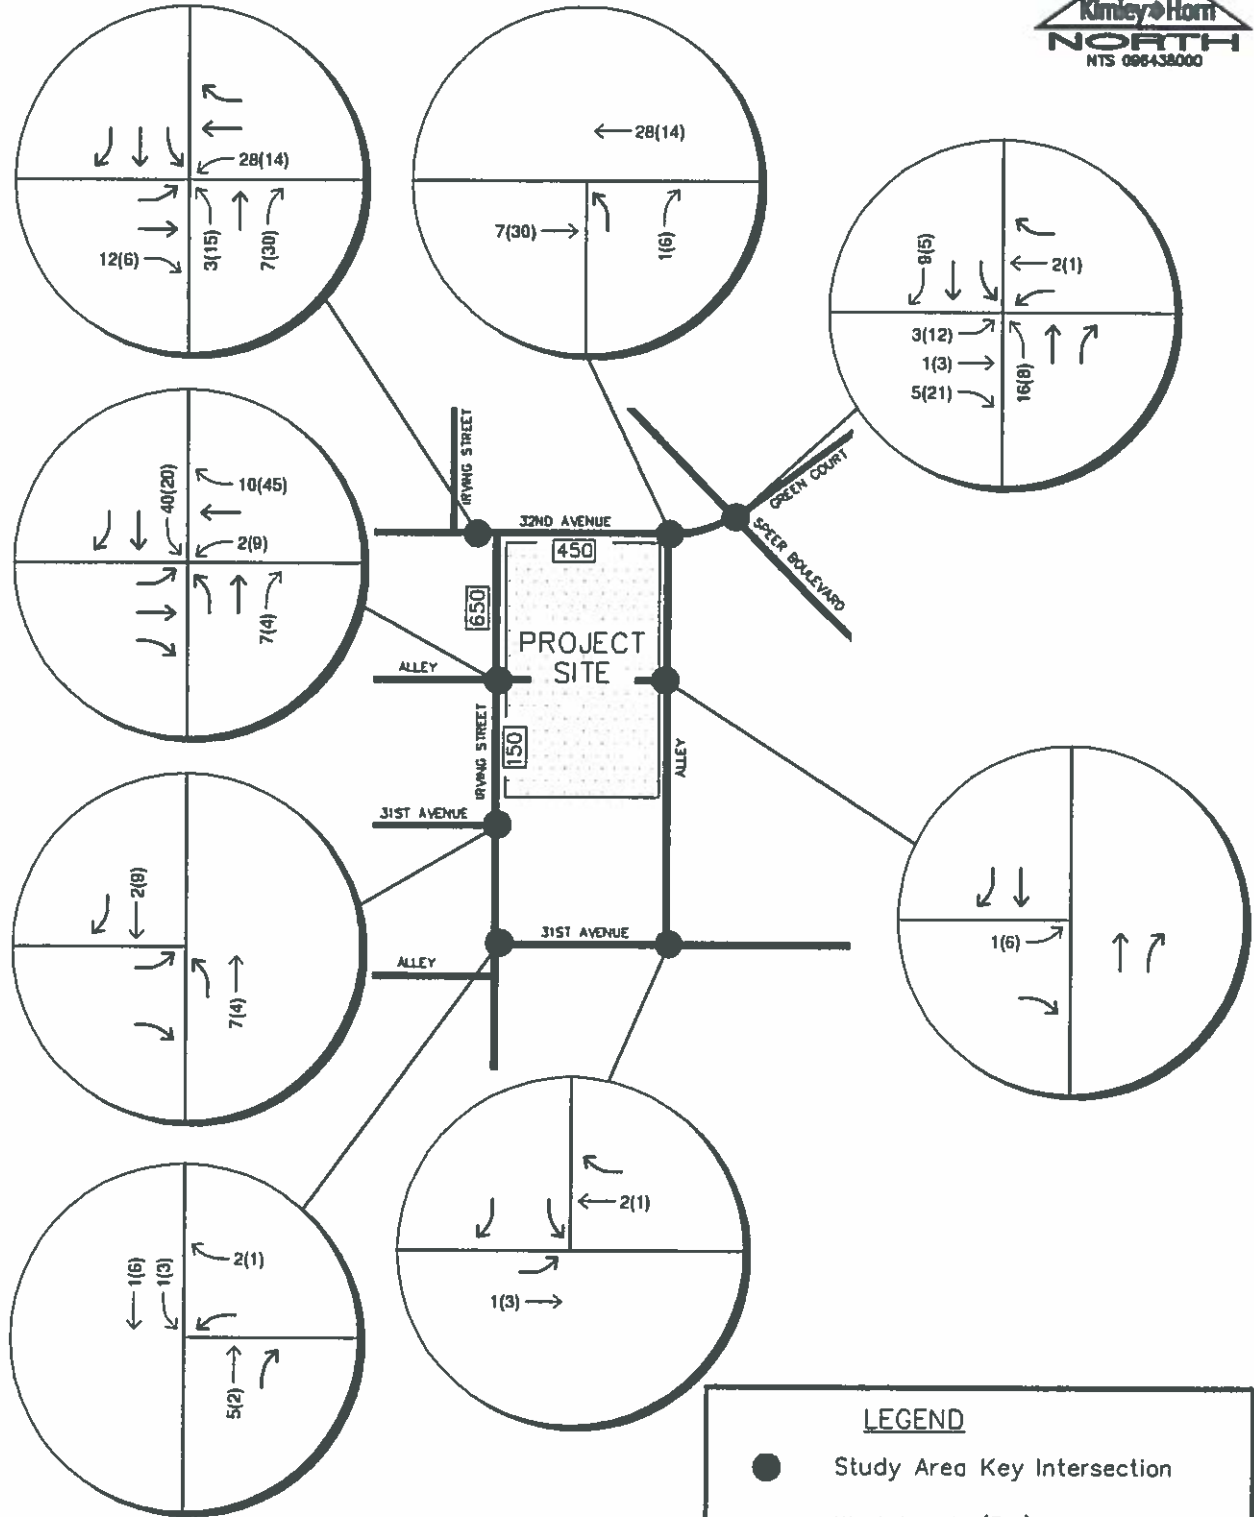 Kimley Horn
NORTH
NTS 096438000
28(14)
12(6)
3(15)
7(30)
28(14)
7(30)
1(6)
9(5)
2(1)
3(12)
1(3)
5(21)
16(8)
40(20)
10(45)
2(9)
7(4)
IRVING STREET
32ND AVENUE
GREEN COURT
SPEER BOULEVARD
450
650
PROJECT
SITE
ALLEY
IRVING STREET
150
ALLEY
31ST AVENUE
2(9)
7(4)
31ST AVENUE
ALLEY
1(6)
1(6)
1(3)
2(1)
5(2)
2(1)
1(3)
LEGEND
Study Area Key Intersection